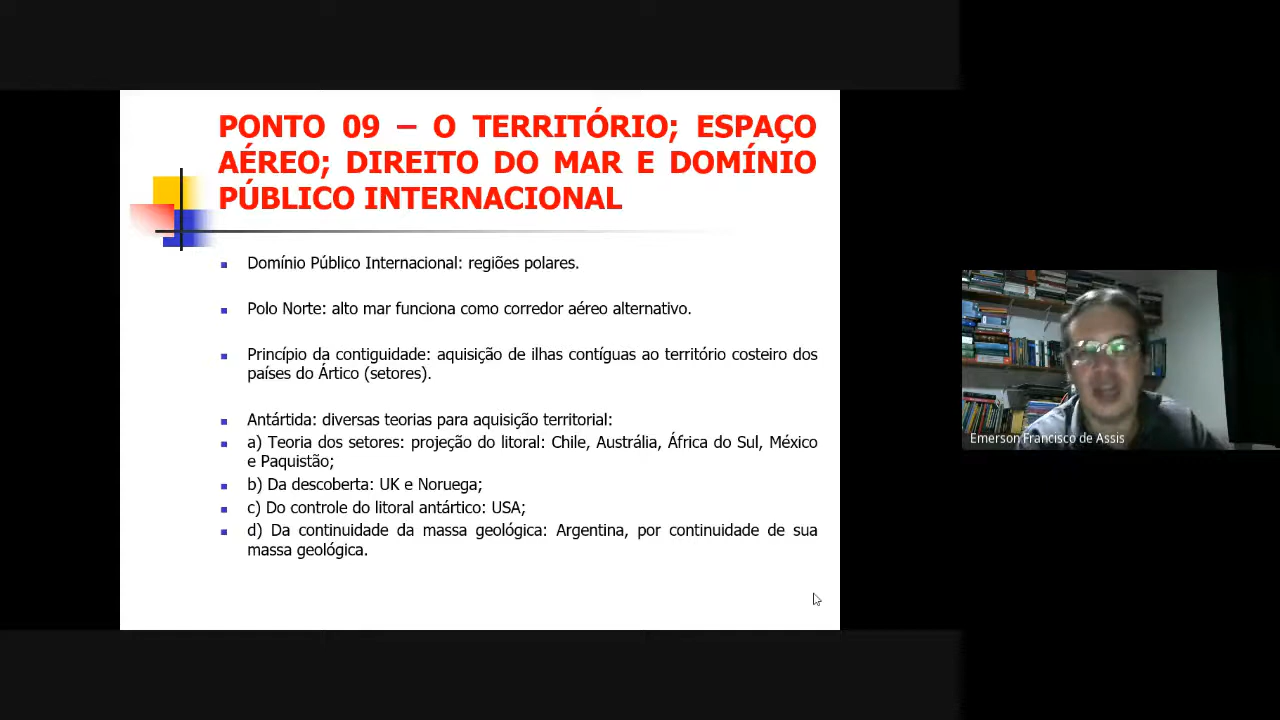 PONTO 09 – O TERRITÓRIO; ESPAÇO
AÉREO; DIREITO DO MAR E DOMÍNIO
PÚBLICO INTERNACIONAL
Domínio Público Internacional: regiões polares.
Polo Norte: alto mar funciona como corredor aéreo alternativo.
Princípio da contiguidade: aquisição de ilhas contíguas ao território costeiro dos
países do Ártico (setores).
Antártida: diversas teorias para aquisição territorial:
a) Teoria dos setores: projeção do litoral: Chile, Austrália, África do Sul, México
e Paquistão;
b) Da descoberta: UK e Noruega;
c) Do controle do litoral antártico: USA;
d) Da continuidade da massa geológica: Argentina, por continuidade de sua
massa geológica.
Emerson Francisco de Assis